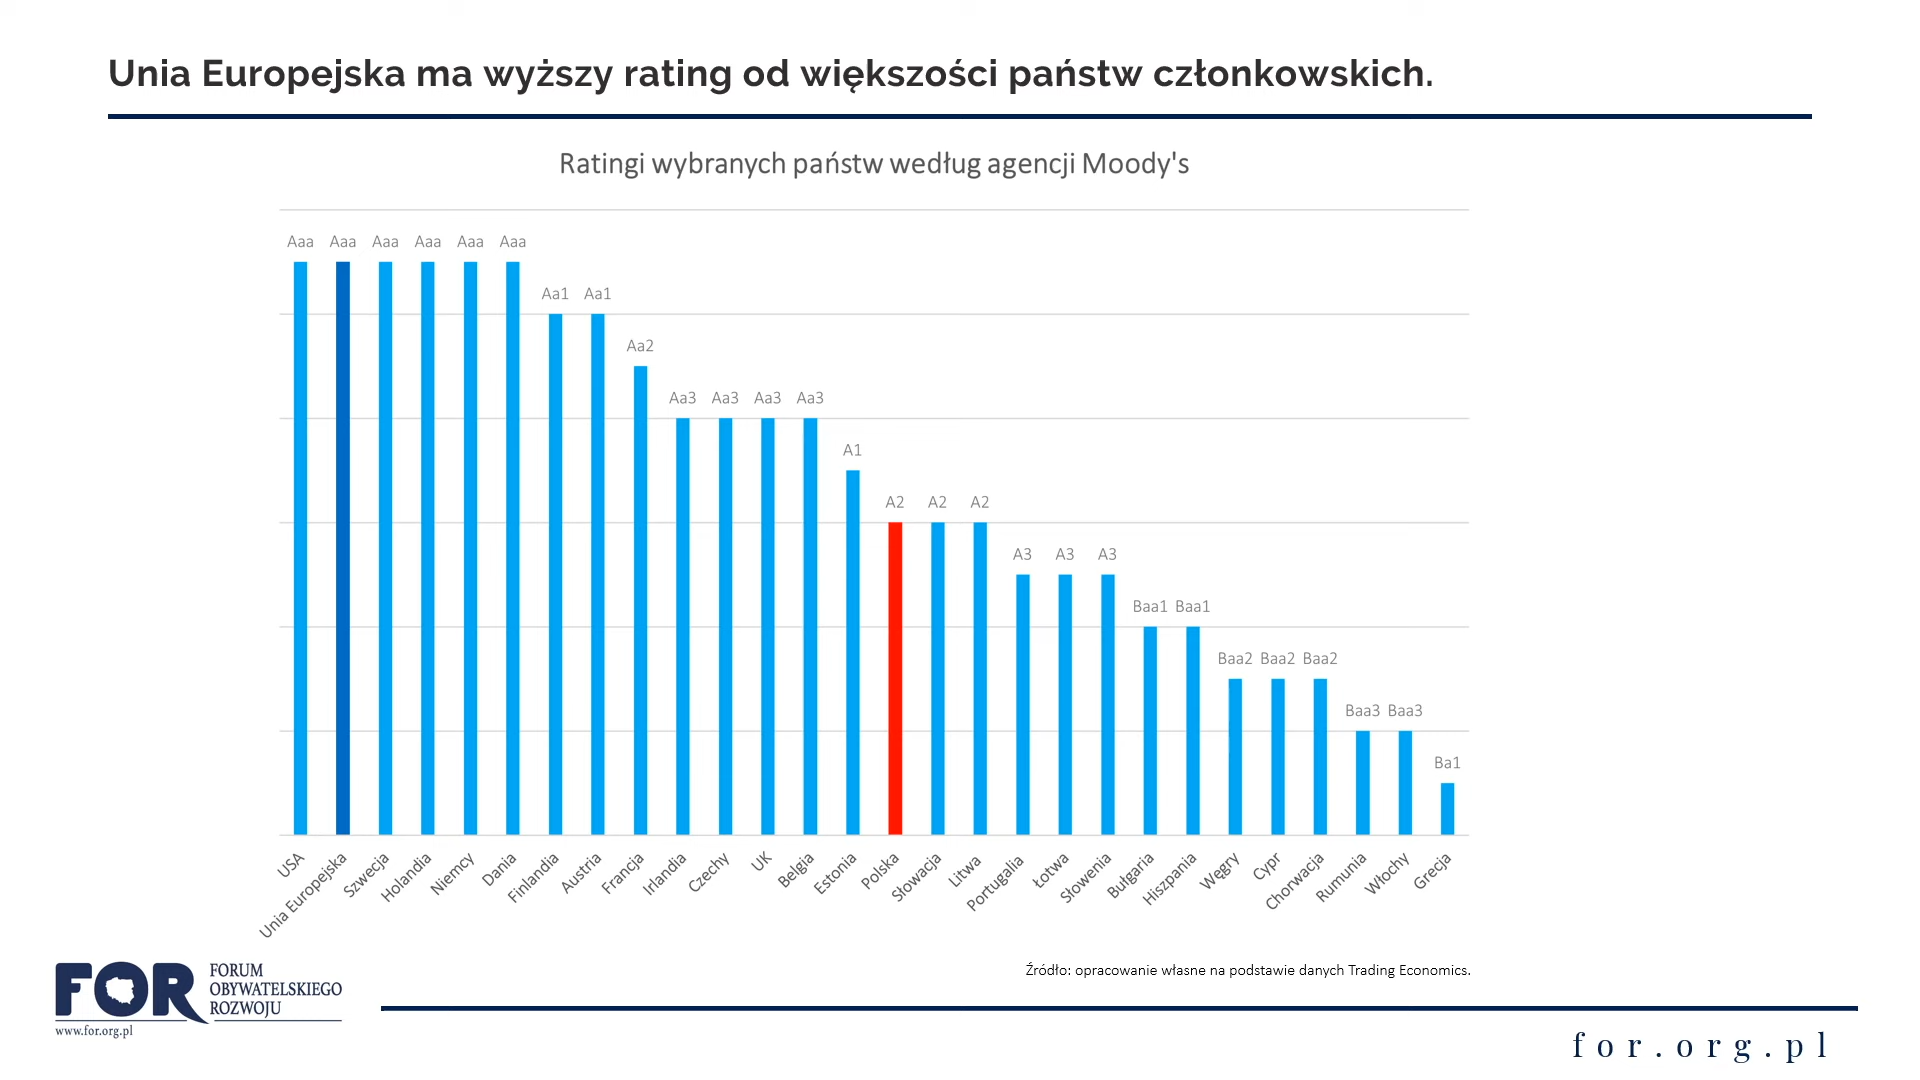 Unia Europejska ma wyższy rating od większości państw członkowskich.
Ratingi wybranych państw według agencji Moody's
Aaa Aaa Aaa Aaa Aaa Aaa
Aa1 Aa1
Aa2
Aa3 Aa3 Aa3 Aa3
A1
A2 A2 A2
A3 A3 A3
Baa1 Baa1
Baa2 Baa2 Baa2
Baa3 Baa3
Ba1
USA
Unia Europejska
Szwecja
Holandia
Niemcy
Dania
Finlandia
Austria
Francja
Irlandia
Czechy
UK
Belgia
Estonia
Polska
Słowacja
Litwa
Portugalia
Łotwa
Słowenia
Bułgaria
Hiszpania
Węgry
Cypr
Chorwacja
Rumunia
Włochy
Grecja
Źródło: opracowanie własne na podstawie danych Trading Economics.
FOR
FORUM
OBYWATELSKIEGO
ROZWOJU
www.for.org.pl
for.org.pl